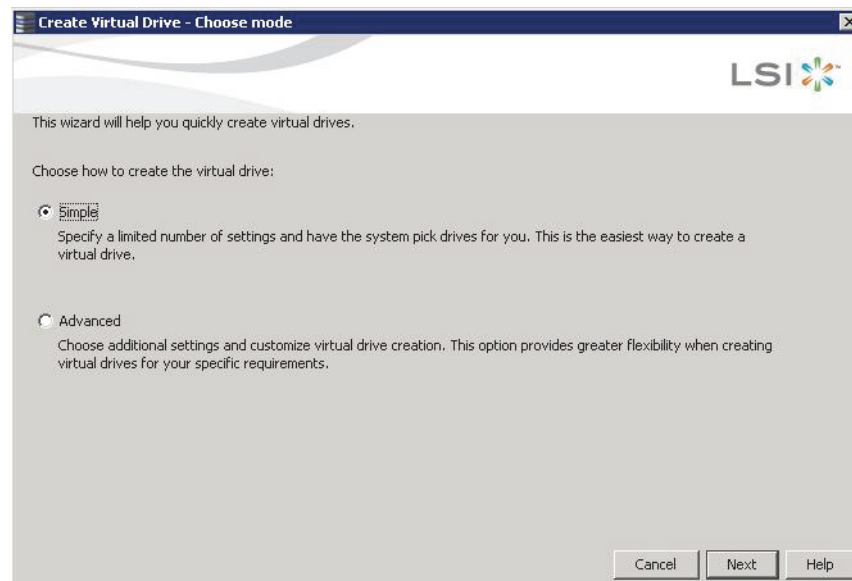 Create Virtual Drive - Choose mode
LSI
This wizard will help you quickly create virtual drives.
Choose how to create the virtual drive:
Simple
Specify a limited number of settings and have the system pick drives for you. This is the easiest way to create a
virtual drive.
Advanced
Choose additional settings and customize virtual drive creation. This option provides greater flexibility when creating
virtual drives for your specific requirements.
Cancel
Next
Help